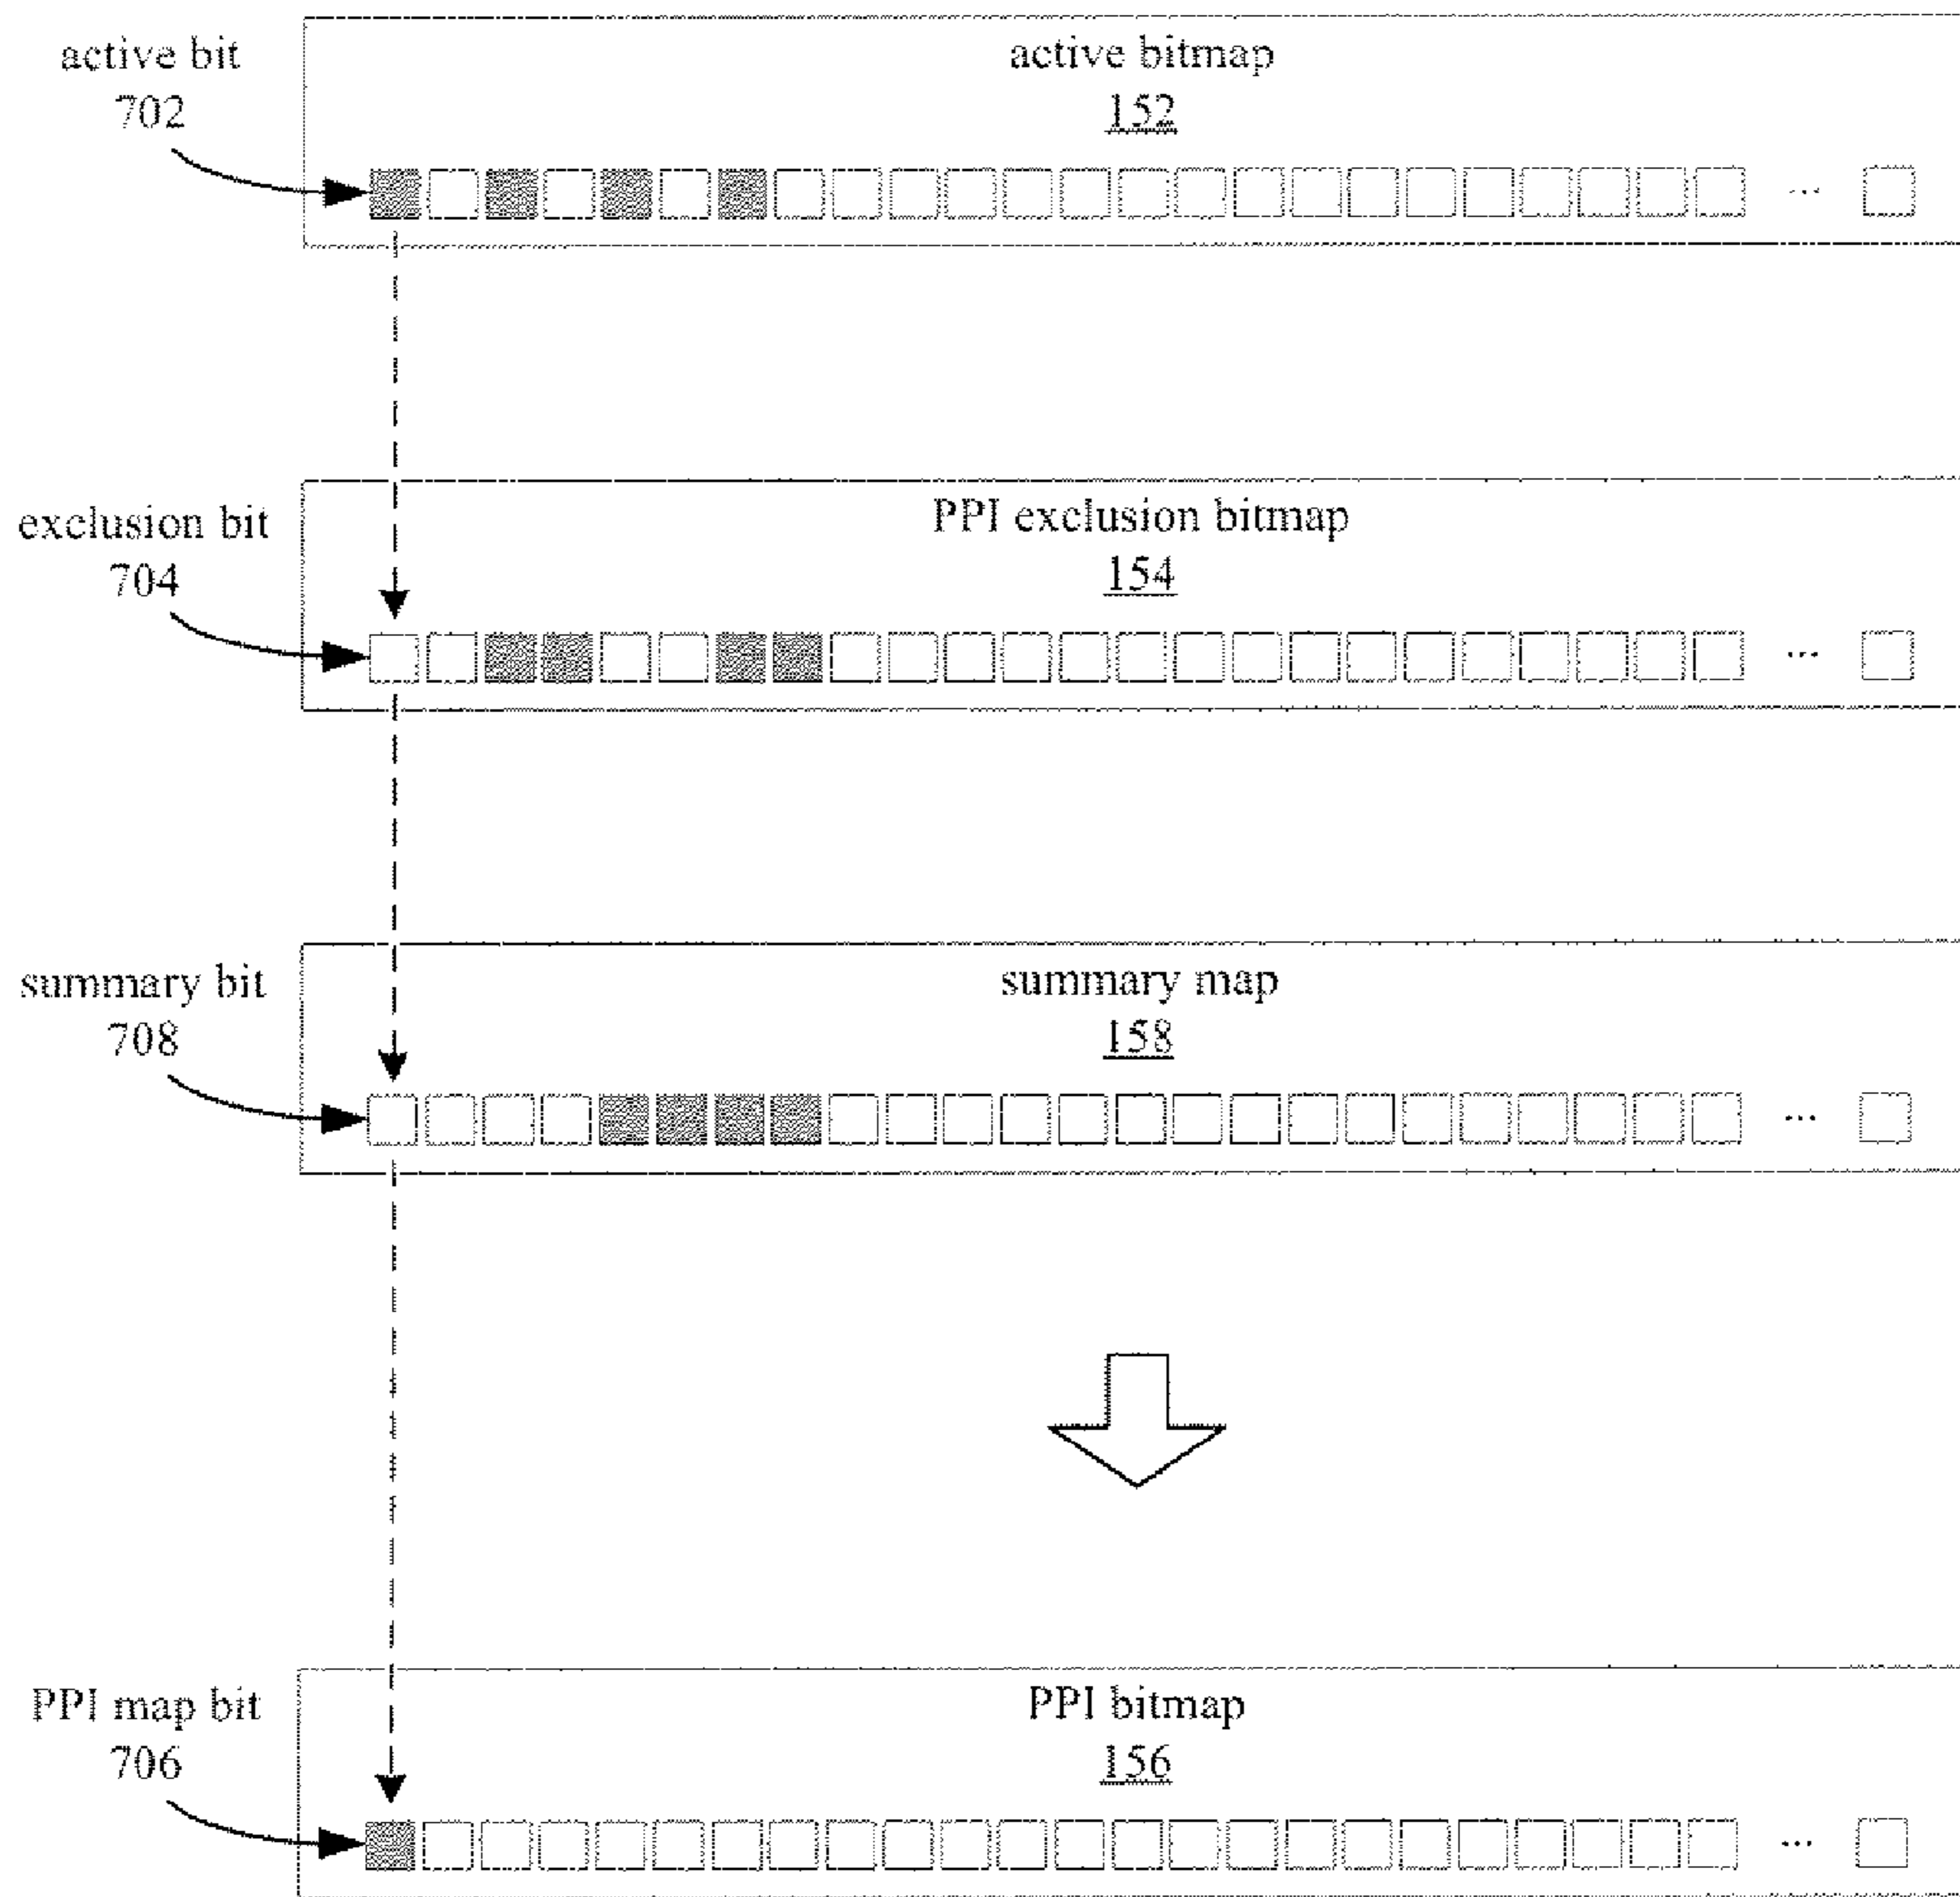 active bit
702
active bitmap
152
...
exclusion bit
704
PPI exclusion bitmap
154
...
summary bit
708
summary map
158
...
PPI map bit
706
PPI bitmap
156
...